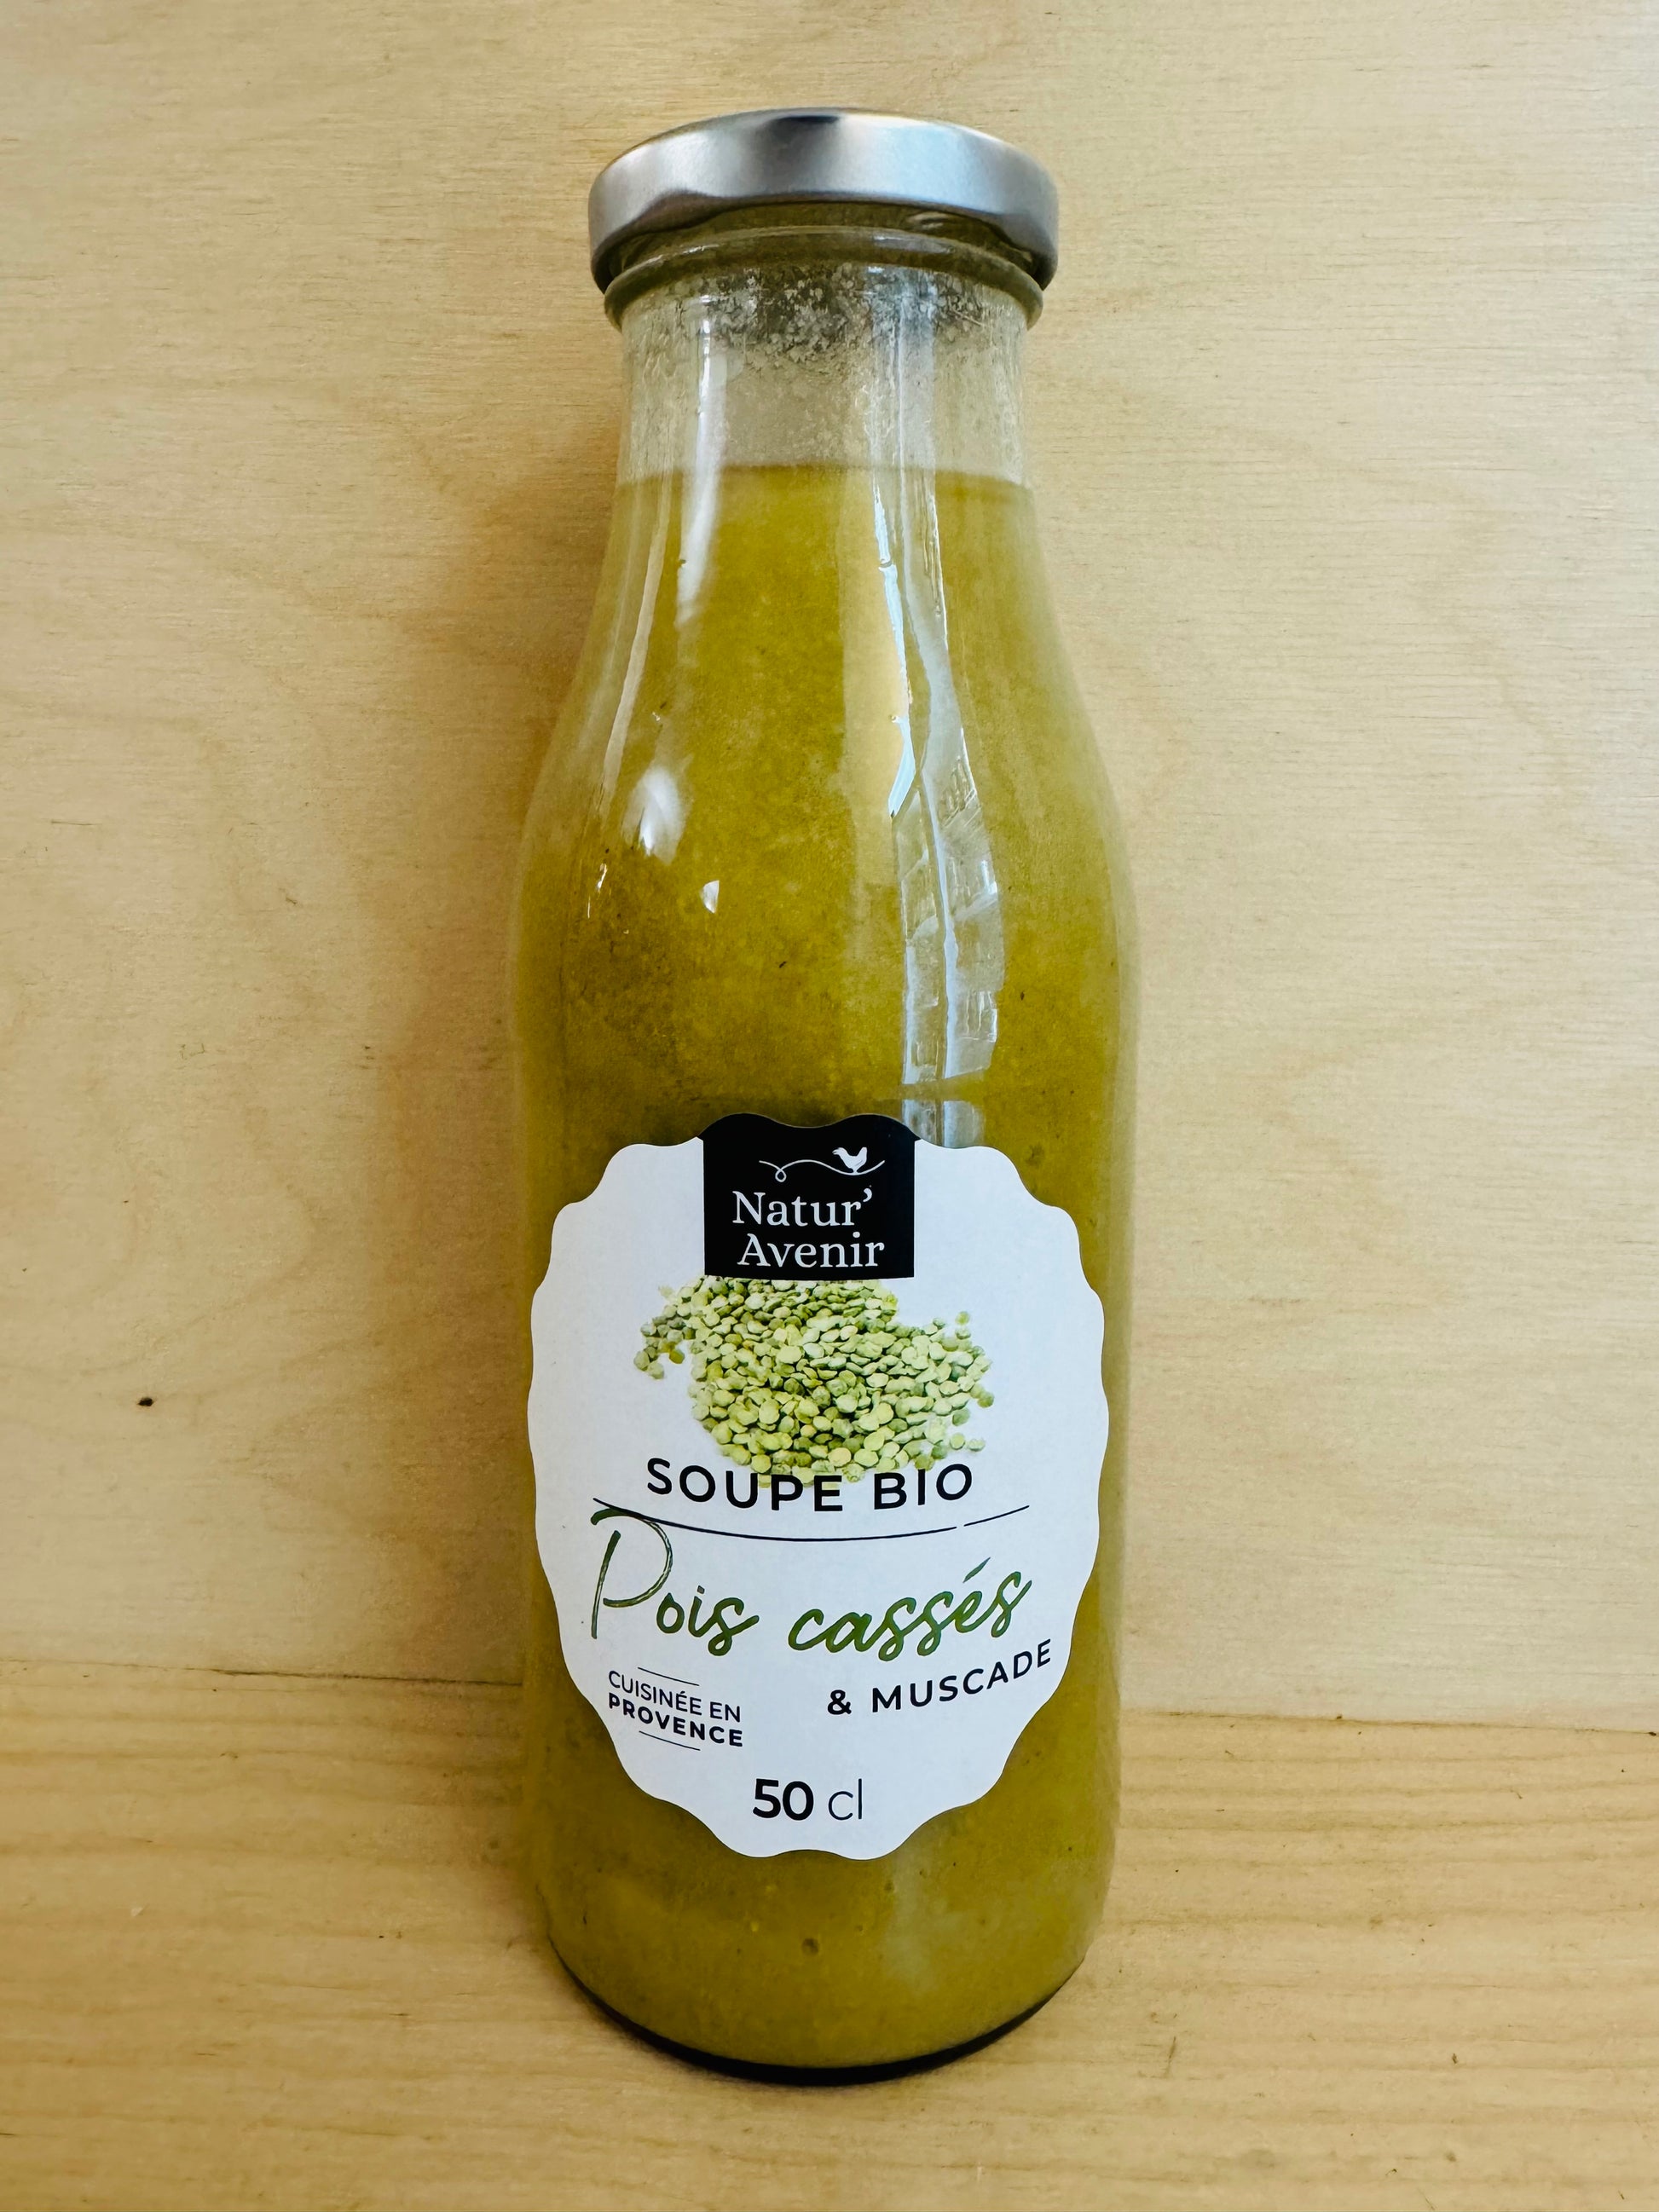 Natur'
Avenir
SOUPE BIO
Pois cassés
& MUSCADE
CUISINÉE EN
PROVENCE
50 cl